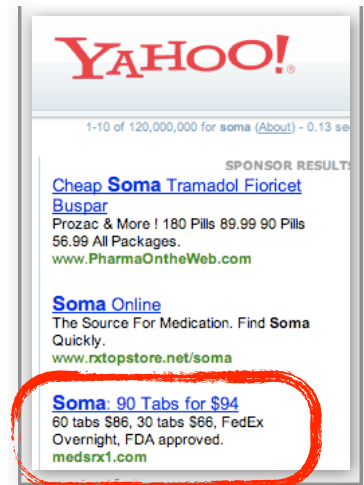 YAHOO!
1-10 of 120,000,000 for soma (About) - 0.13 se
SPONSOR RESULTS
Cheap Soma Tramadol Fioricet
Buspar
Prozac & More ! 180 Pills 89.99 90 Pills
56.99 All Packages.
www.PharmaOntheWeb.com
Soma Online
The Source For Medication. Find Soma
Quickly.
www.rxtopstore.net/soma
Soma: 90 Tabs for $94
60 tabs $86, 30 tabs $66, FedEx
Overnight, FDA approved.
medsrx1.com